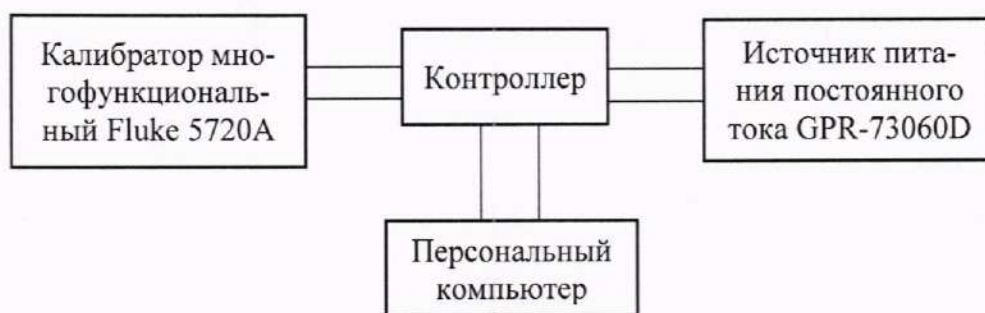 Калибратор мно-
гофункциональ-
ный Fluke 5720A
Контроллер
Источник пита-
ния постоянного
тока GPR-73060D
Персональный
компьютер